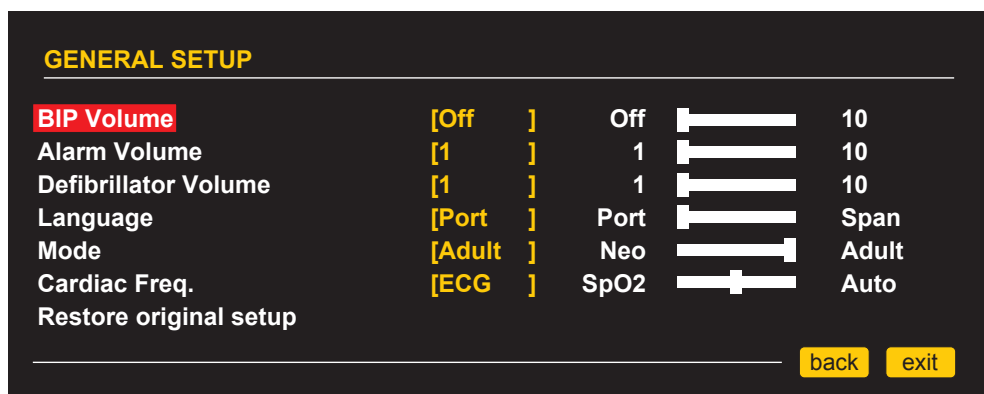 GENERAL SETUP
BIP Volume [Off ] Off 10
Alarm Volume [1 ] 1 10
Defibrillator Volume [1 ] 1 10
Language [Port ] Port Span
Mode [Adult ] Neo Adult
Cardiac Freq. [ECG ] SpO2 Auto
Restore original setup
back exit